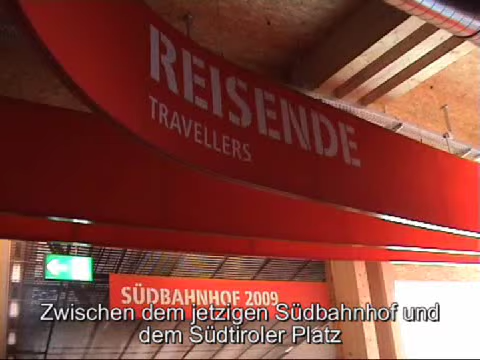 REISENDE
TRAVELLERS
SÜDBAHNHOF 2009
Zwischen dem jetzigen Südbahnhof und
dem Südtiroler Platz